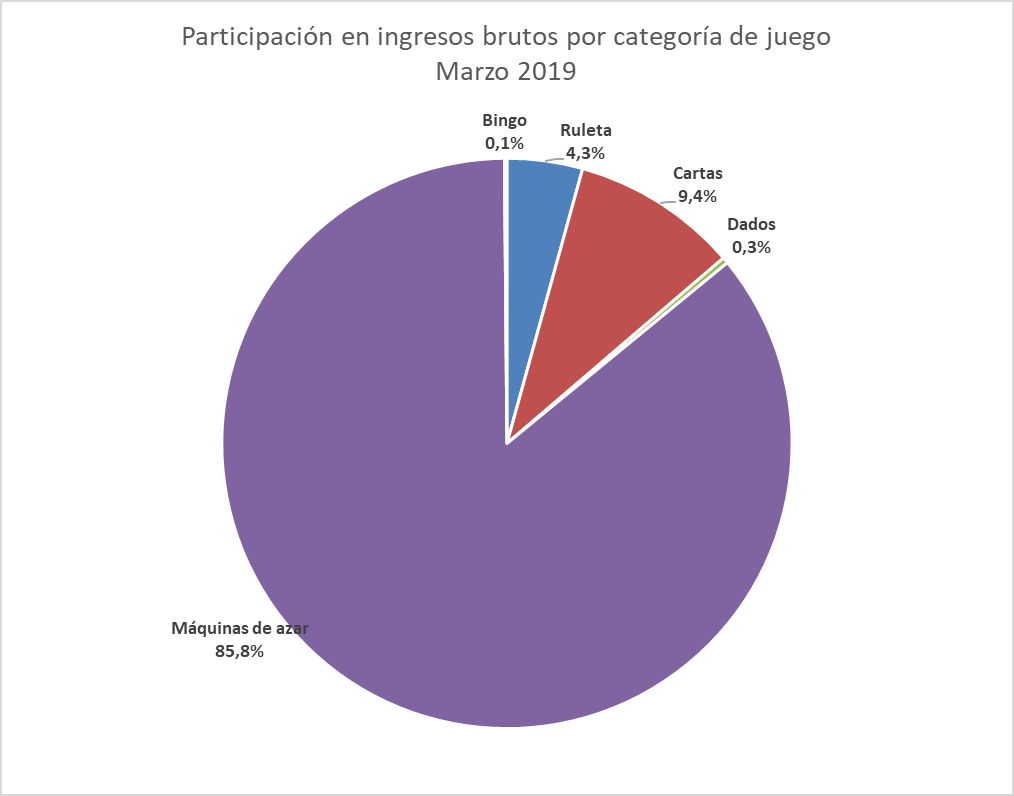 Participación en ingresos brutos por categoría de juego
Marzo 2019
Bingo
0,1%
Ruleta
4,3%
Cartas
9,4%
Dados
0,3%
Máquinas de azar
85,8%